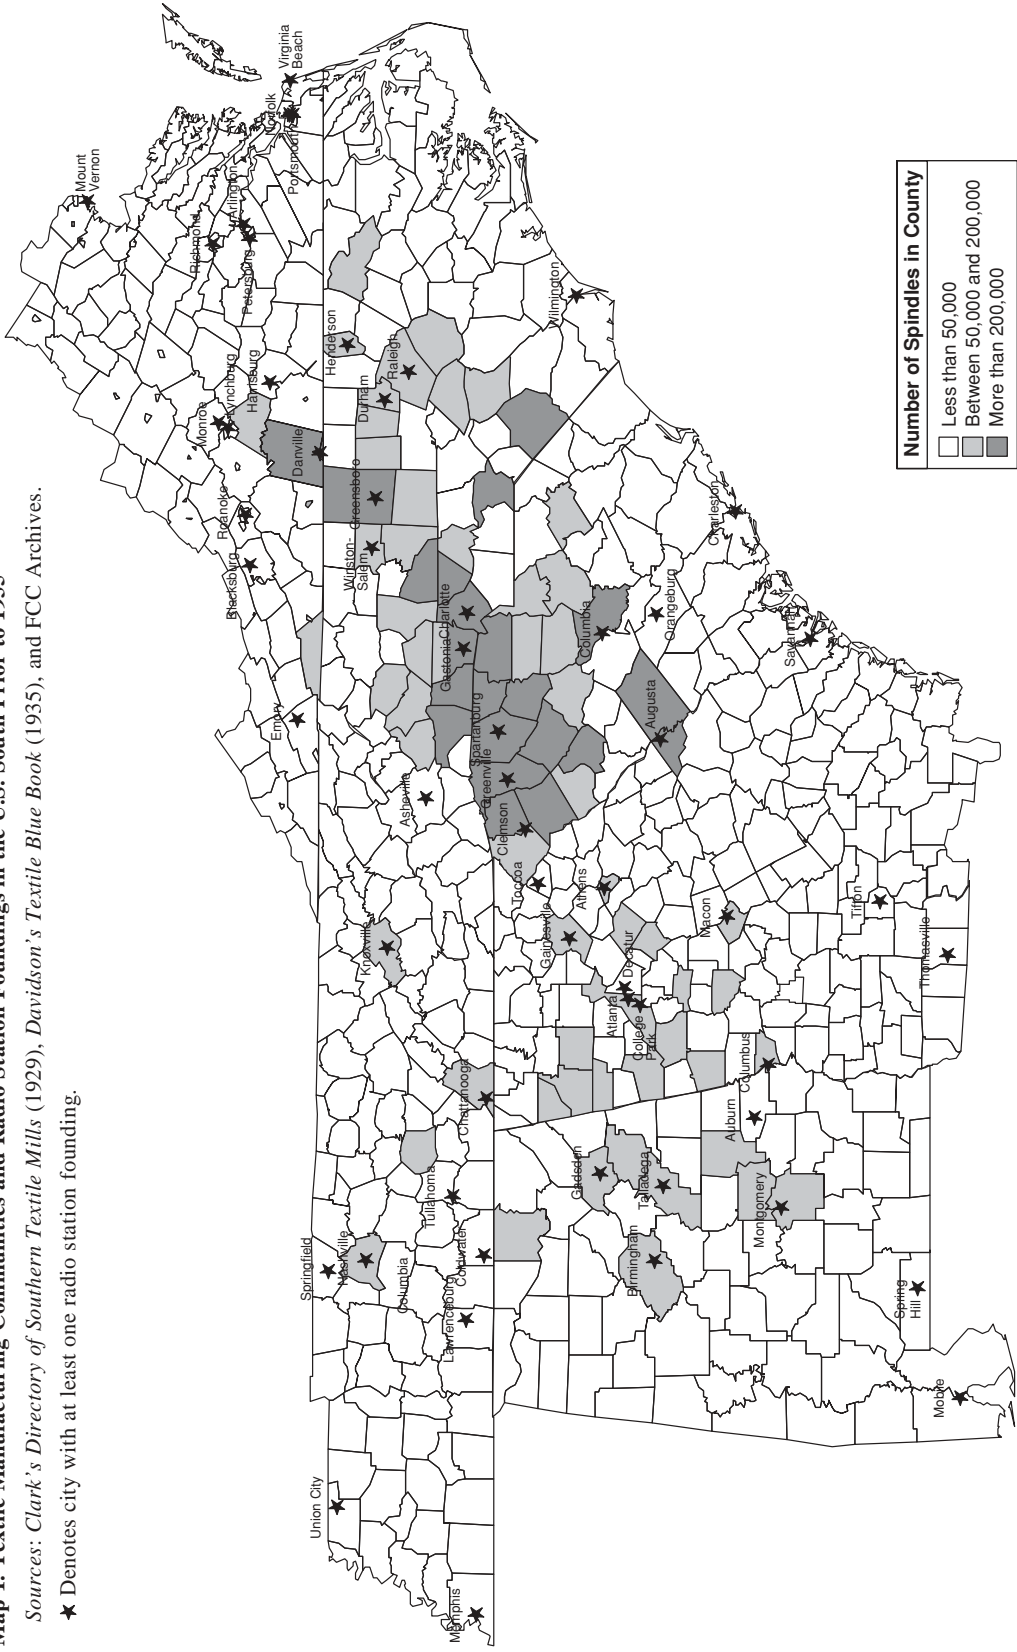 Map 1. Textile Manufacturing Communities and Radio Station Foundings in the U.S. South Prior to 1935
Sources: Clark's Directory of Southern Textile Mills (1929), Davidson's Textile Blue Book (1935), and FCC Archives.
★ Denotes city with at least one radio station founding.
Mount
Vernon
Richmond
Arlington
Petersburg
Norfolk
Portsmouth
Virginia
Beach
Monroe
Lynchburg
Harrisburg
Roanoke
Blacksburg
Danville
Emory
Henderson
Durham
Raleigh
Greensboro
Winston-
Salem
Wilmington
Charlotte
Gastonia
Asheville
Spartanburg
Greenville
Clemson
Columbia
Orangeburg
Charleston
Savannah
Augusta
Toccoa
Athens
Gainesville
Decatur
Atlanta
College
Park
Macon
Tifton
Thomasville
Columbus
Knoxville
Chattanooga
Tullahoma
Springfield
Nashville
Columbia
Coldwater
Lawrenceburg
Union City
Memphis
Gadsden
Talladega
Birmingham
Auburn
Montgomery
Spring
Hill
Mobile
Number of Spindles in County
Less than 50,000
Between 50,000 and 200,000
More than 200,000